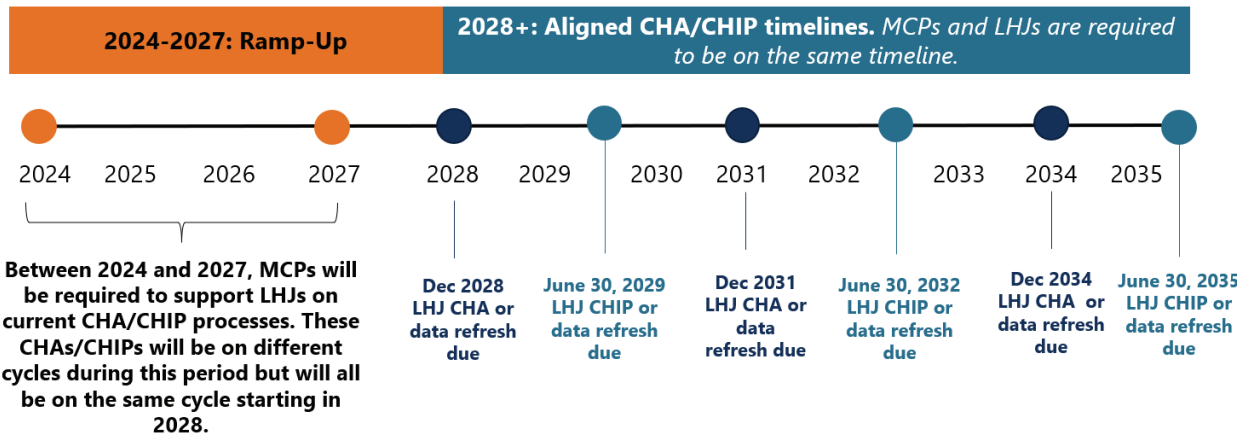 2024-2027: Ramp-Up
2028+: Aligned CHA/CHIP timelines. MCPs and LHJs are required
to be on the same timeline.
2024
2025
2026
2027
2028
2029
2030
2031
2032
2033
2034
2035
Between 2024 and 2027, MCPs will
be required to support LHJs on
current CHA/CHIP processes. These
CHAs/CHIPs will be on different
cycles during this period but will all
be on the same cycle starting in
2028.
Dec 2028
LHJ CHA or
data refresh
due
June 30, 2029
LHJ CHIP or
data refresh
due
Dec 2031
LHJ CHA or
data
refresh due
June 30, 2032
LHJ CHIP or
data refresh
due
Dec 2034
LHJ CHA or
data refresh
due
June 30, 2035
LHJ CHIP or
data refresh
due